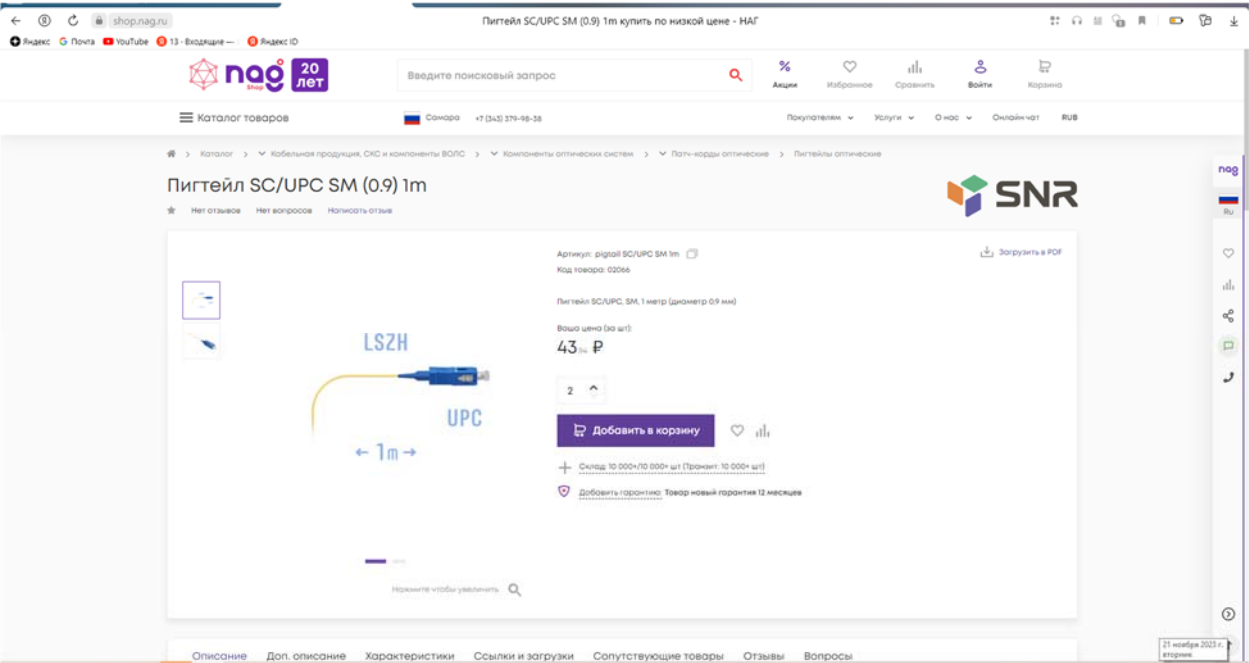 shop.nag.ru
Пигтейл SC/UPC SM (0.9) 1m купить по низкой цене - НАГ
Яндекс Почта YouTube 13 · Входящие — Яндекс ID
nag Shop 20 лет
Введите поисковый запрос
Акции Избранное Сравнить Войти Корзина
Каталог товаров Самара +7 (343) 379-98-38 Покупателям Услуги О нас Онлайн чат RUB
Каталог > Кабельная продукция, СКС и компоненты ВОЛС > Компоненты оптических систем > Патч-корды оптические > Пигтейлы оптические
nag
Пигтейл SC/UPC SM (0.9) 1m
SNR
Ru
Нет отзывов Нет вопросов Написать отзыв
Артикул: pigtail SC/UPC SM 1m
Загрузить в PDF
Код товара: 02066
Пигтейл SC/UPC, SM, 1 метр (диаметр 0,9 мм)
Ваша цена (за шт):
43 ₽
LSZH
2
UPC
Добавить в корзину
← 1m →
Склад: 10 000+/10 000+ шт (Транзит: 10 000+ шт)
Добавить гарантию: Товар новый гарантия 12 месяцев
Нажмите чтобы увеличить
21 ноября 2023 г.
вторник
Описание Доп. описание Характеристики Ссылки и загрузки Сопутствующие товары Отзывы Вопросы